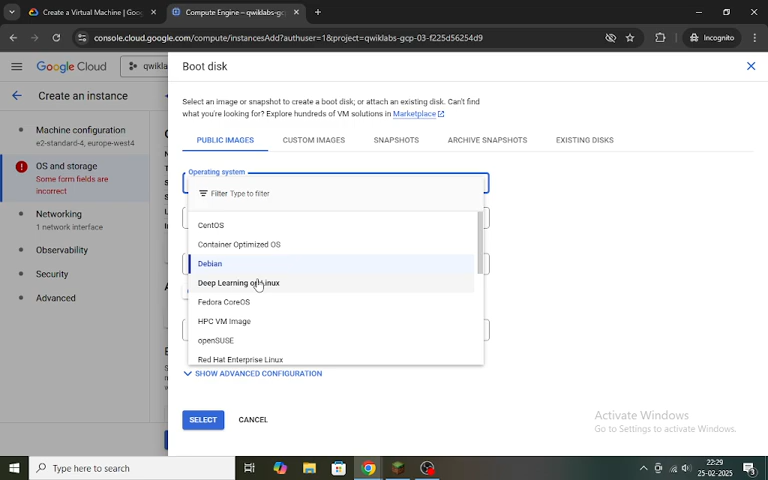 Create a Virtual Machine | Goog
Compute Engine – qwiklabs-gc
console.cloud.google.com/compute/instancesAdd?authuser=1&project=qwiklabs-gcp-03-f225d56254d9
Incognito
Google Cloud
qwikla
Boot disk
Create an instance
Select an image or snapshot to create a boot disk; or attach an existing disk. Can't find
what you're looking for? Explore hundreds of VM solutions in Marketplace
Machine configuration
e2-standard-4, europe-west4
PUBLIC IMAGES
CUSTOM IMAGES
SNAPSHOTS
ARCHIVE SNAPSHOTS
EXISTING DISKS
OS and storage
Some form fields are
incorrect
Operating system
Filter Type to filter
Networking
1 network interface
CentOS
Container Optimized OS
Observability
Debian
Security
Deep Learning on Linux
Advanced
Fedora CoreOS
HPC VM Image
openSUSE
Red Hat Enterprise Linux
SHOW ADVANCED CONFIGURATION
SELECT
CANCEL
Activate Windows
Go to Settings to activate Windows.
Type here to search
22:29
25-02-2025
3